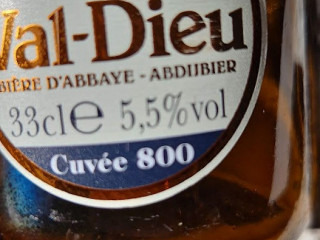 Val-Dieu
BIÈRE D'ABBAYE - ABDIJBIER
33cl e 5,5%vol
Cuvée 800